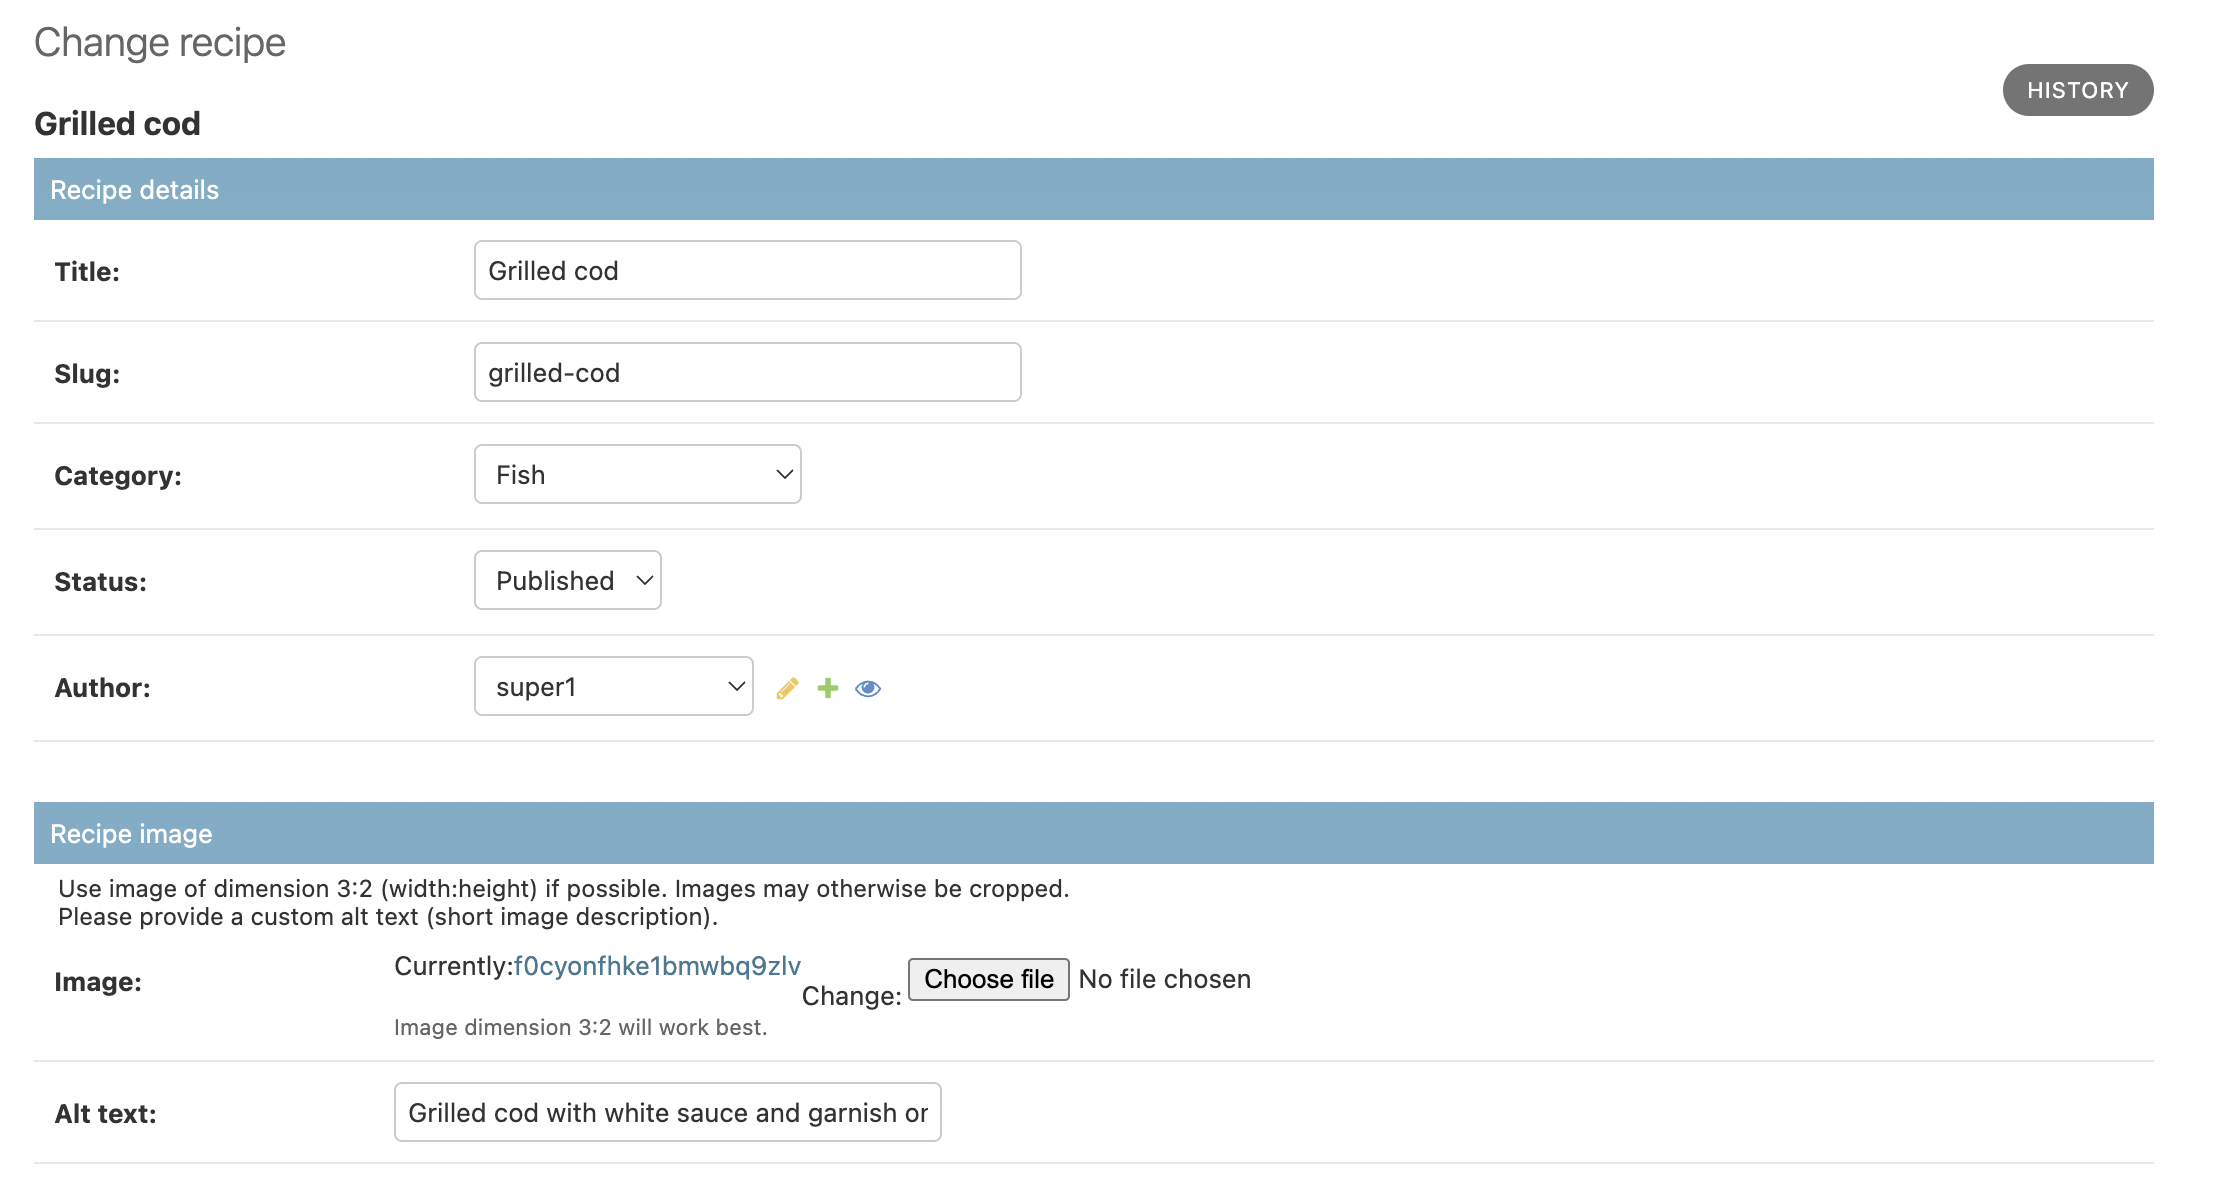 Change recipe
HISTORY
Grilled cod
Recipe details
Title: Grilled cod
Slug: grilled-cod
Category: Fish
Status: Published
Author: super1
Recipe image
Use image of dimension 3:2 (width:height) if possible. Images may otherwise be cropped.
Please provide a custom alt text (short image description).
Image: Currently:f0cyonfhke1bmwbq9zlv Change: Choose file No file chosen
Image dimension 3:2 will work best.
Alt text: Grilled cod with white sauce and garnish